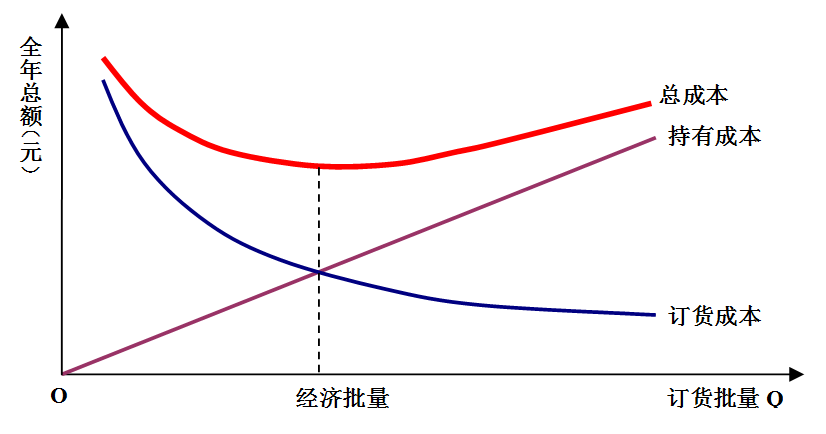 全年总额(元)
总成本
持有成本
订货成本
O
经济批量
订货批量 Q